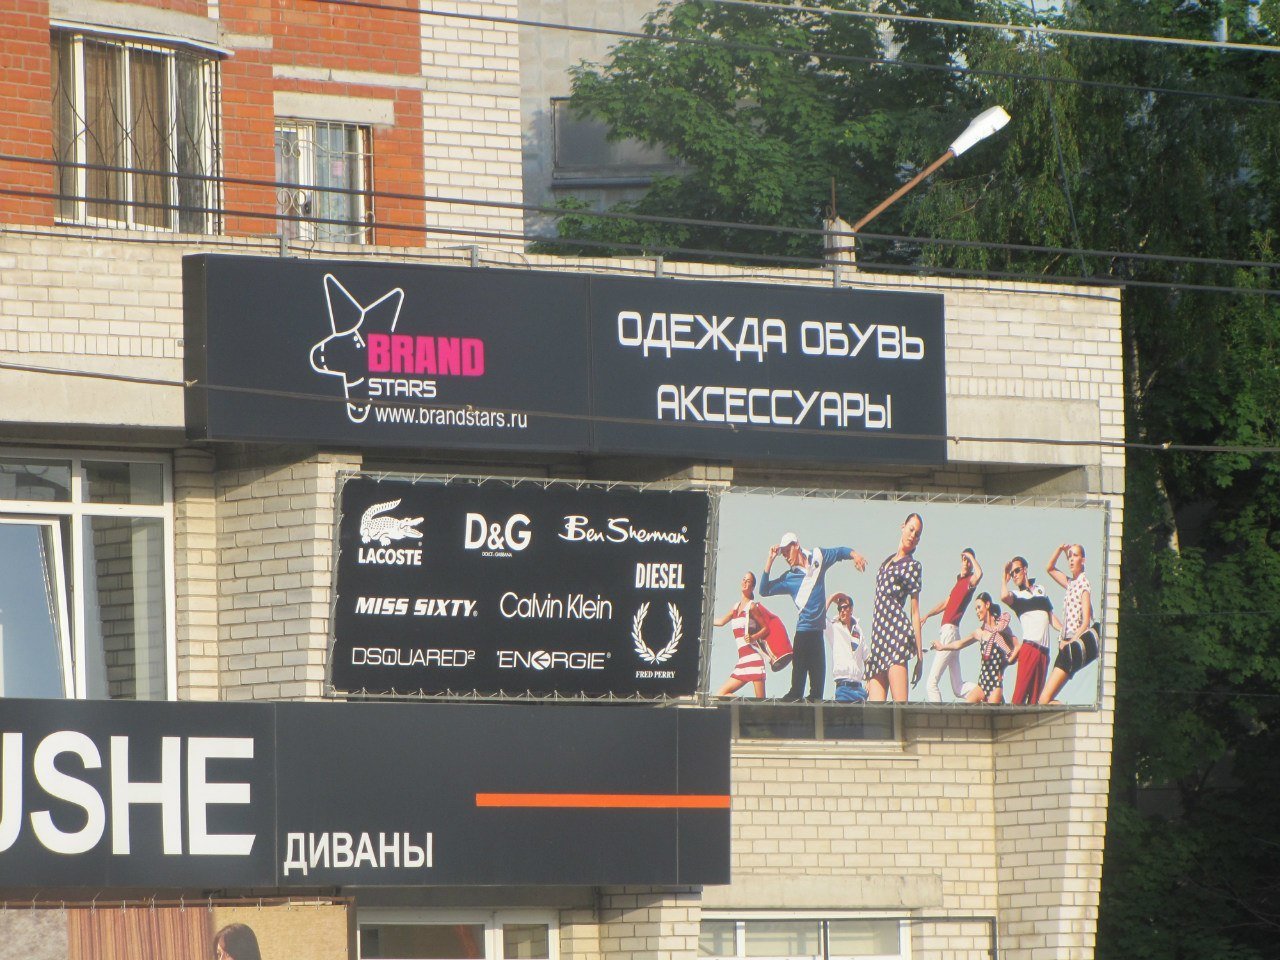 BRAND
STARS
www.brandstars.ru
ОДЕЖДА ОБУВЬ
АКСЕССУАРЫ
LACOSTE
D&G
DOLCE & GABBANA
Ben Sherman®
DIESEL
MISS SIXTY®
Calvin Klein
DSQUARED²
'ENERGIE®
FRED PERRY
USHE
ДИВАНЫ